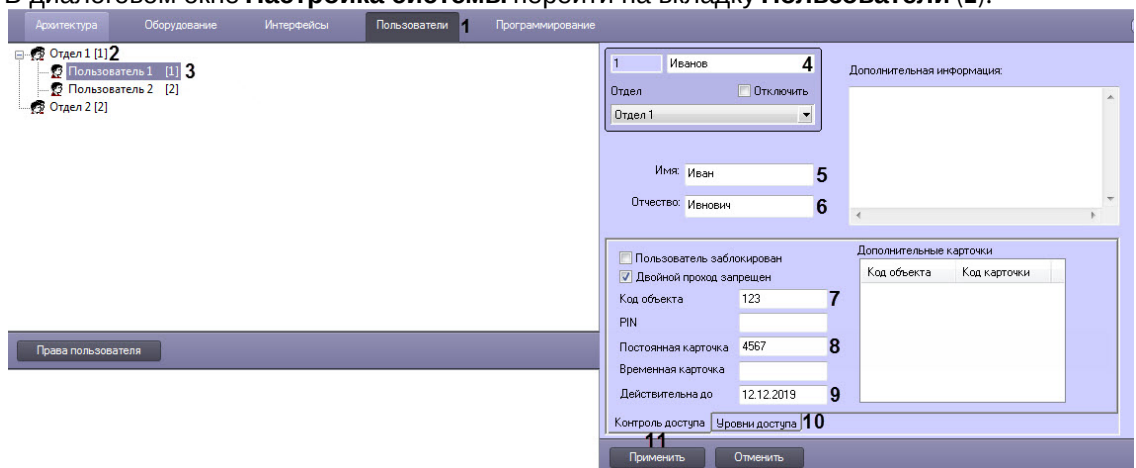 В диалоговом окне Настройка системы перейти на вкладку Пользователи (1).
Архитектура Оборудование Интерфейсы Пользователи 1 Программирование
Отдел 1 [1] 2
Пользователь 1 [1] 3
Пользователь 2 [2]
Отдел 2 [2]
1 Иванов 4
Отдел Отключить
Отдел 1
Дополнительная информация:
Имя: Иван 5
Отчество: Ивнович 6
Пользователь заблокирован
Двойной проход запрещен
Код объекта 123 7
PIN
Постоянная карточка 4567 8
Временная карточка
Действительна до 12.12.2019 9
Дополнительные карточки
Код объекта Код карточки
Контроль доступа Уровни доступа 10
11
Применить Отменить
Права пользователя